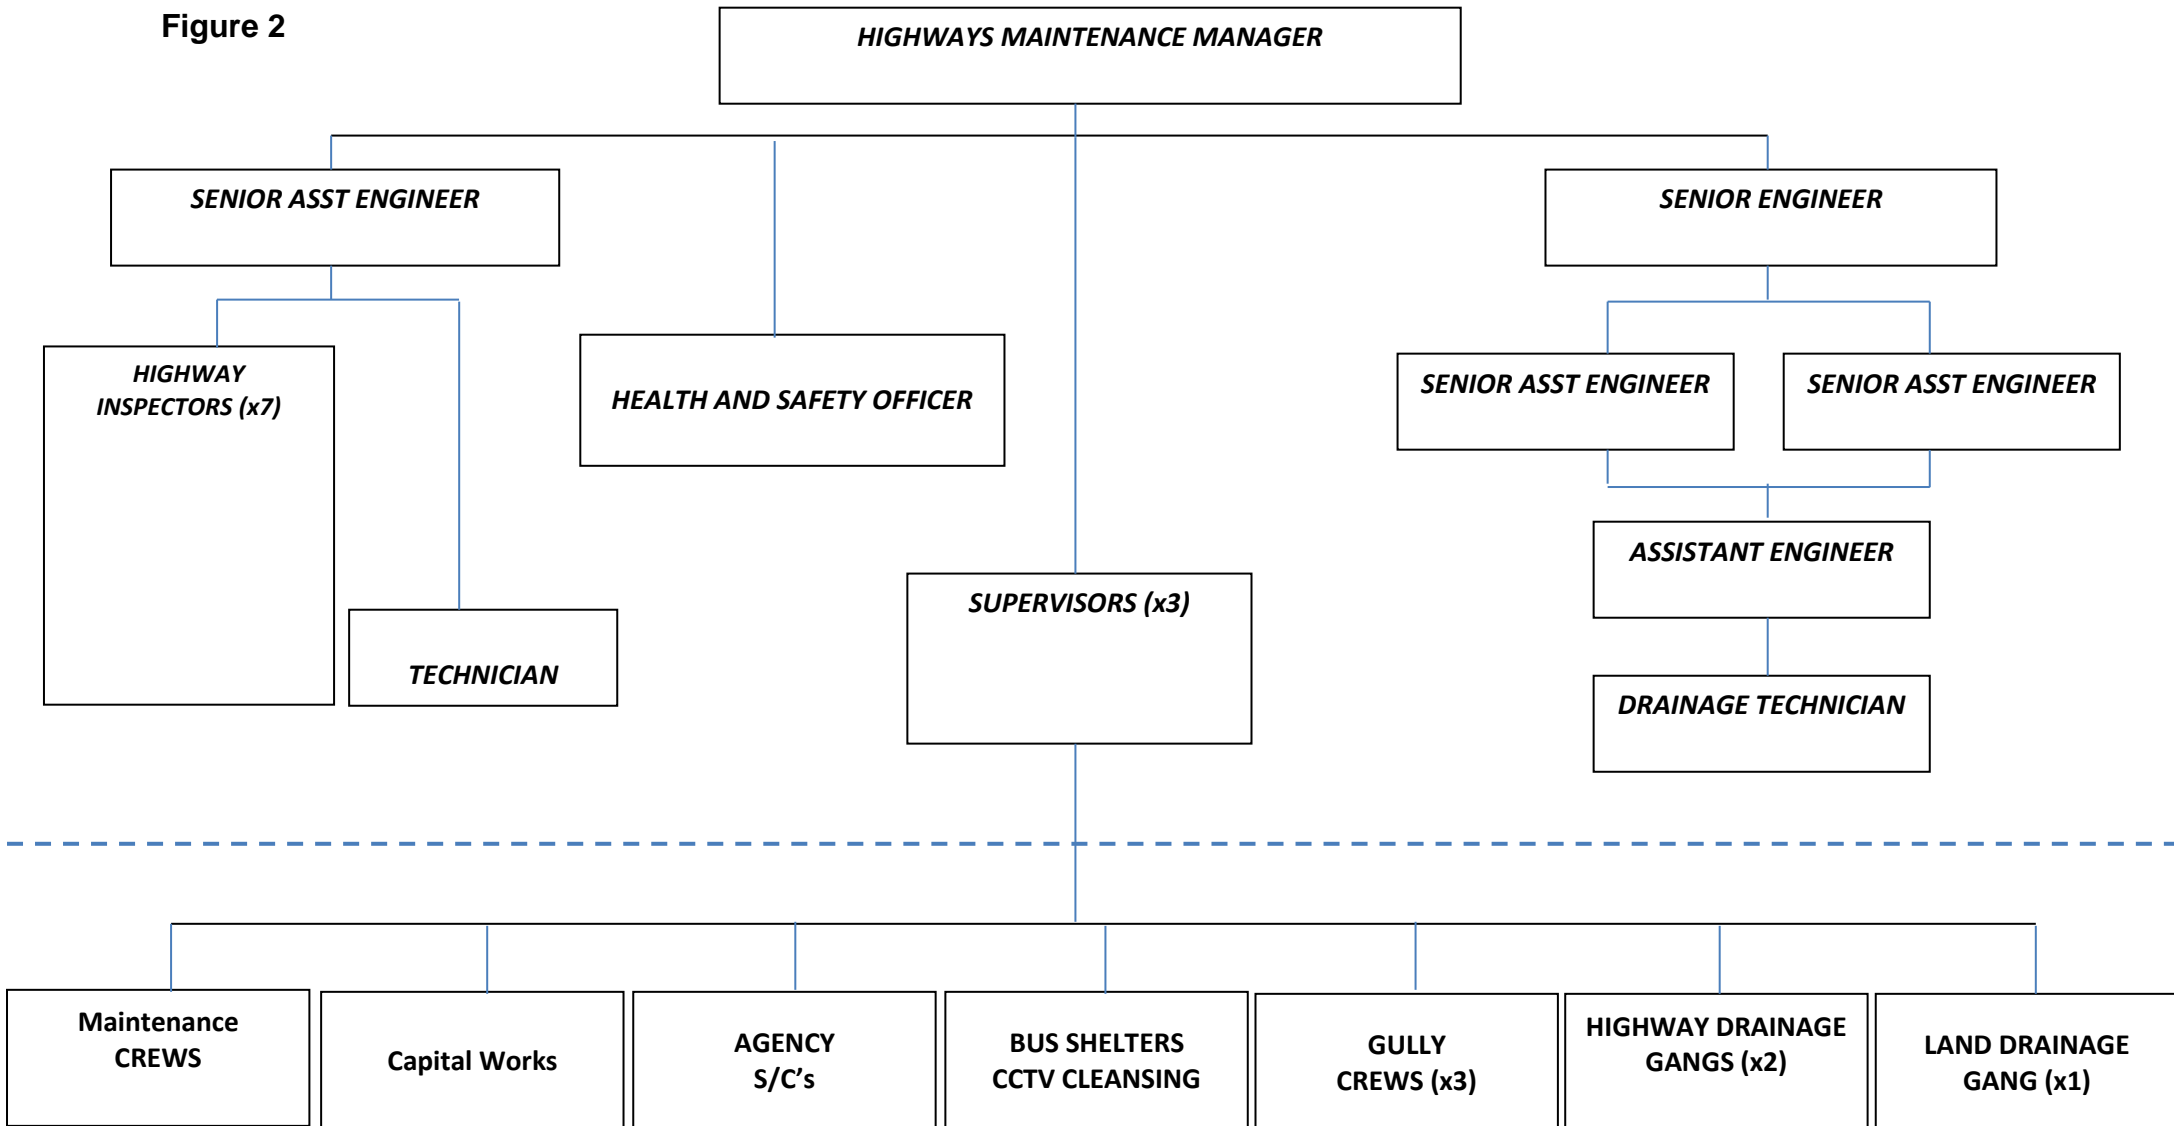 Figure 2
HIGHWAYS MAINTENANCE MANAGER
SENIOR ASST ENGINEER
SENIOR ENGINEER
HIGHWAY
INSPECTORS (x7)
HEALTH AND SAFETY OFFICER
SENIOR ASST ENGINEER
SENIOR ASST ENGINEER
ASSISTANT ENGINEER
SUPERVISORS (x3)
TECHNICIAN
DRAINAGE TECHNICIAN
Maintenance
CREWS
Capital Works
AGENCY
S/C's
BUS SHELTERS
CCTV CLEANSING
GULLY
CREWS (x3)
HIGHWAY DRAINAGE
GANGS (x2)
LAND DRAINAGE
GANG (x1)